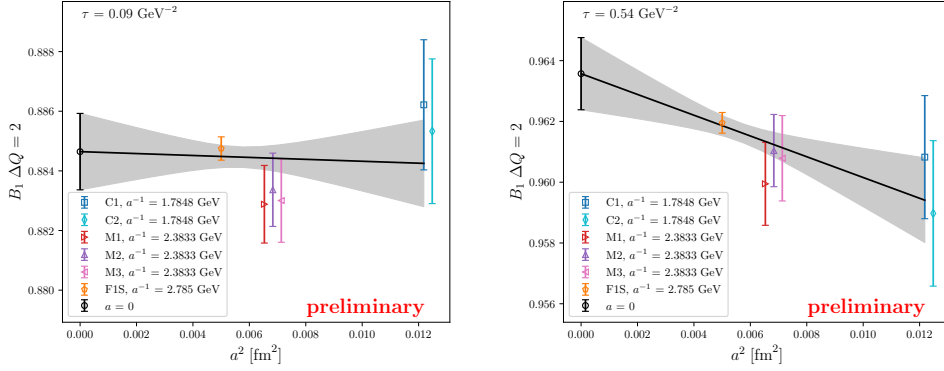 τ = 0.09 GeV⁻²
0.888
0.886
0.884
0.882
0.880
B₁ ΔQ = 2
C1, a⁻¹ = 1.7848 GeV
C2, a⁻¹ = 1.7848 GeV
M1, a⁻¹ = 2.3833 GeV
M2, a⁻¹ = 2.3833 GeV
M3, a⁻¹ = 2.3833 GeV
F1S, a⁻¹ = 2.785 GeV
a = 0
preliminary
0.000 0.002 0.004 0.006 0.008 0.010 0.012
a² [fm²]
τ = 0.54 GeV⁻²
0.964
0.962
0.960
0.958
0.956
B₁ ΔQ = 2
C1, a⁻¹ = 1.7848 GeV
C2, a⁻¹ = 1.7848 GeV
M1, a⁻¹ = 2.3833 GeV
M2, a⁻¹ = 2.3833 GeV
M3, a⁻¹ = 2.3833 GeV
F1S, a⁻¹ = 2.785 GeV
a = 0
preliminary
0.000 0.002 0.004 0.006 0.008 0.010 0.012
a² [fm²]